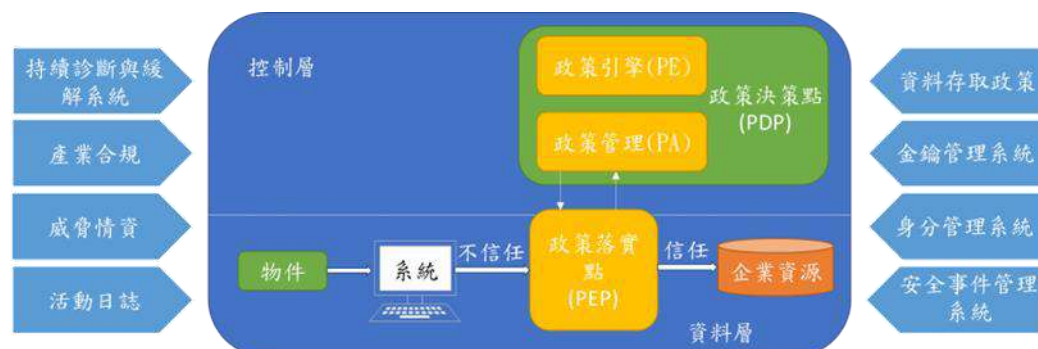 持續診斷與緩
解系統
產業合規
威脅情資
活動日誌
控制層
政策引擎(PE)
政策管理(PA)
政策決策點
(PDP)
物件
系統
不信任
政策落實
點
(PEP)
信任
企業資源
資料層
資料存取政策
金鑰管理系統
身分管理系統
安全事件管理
系統